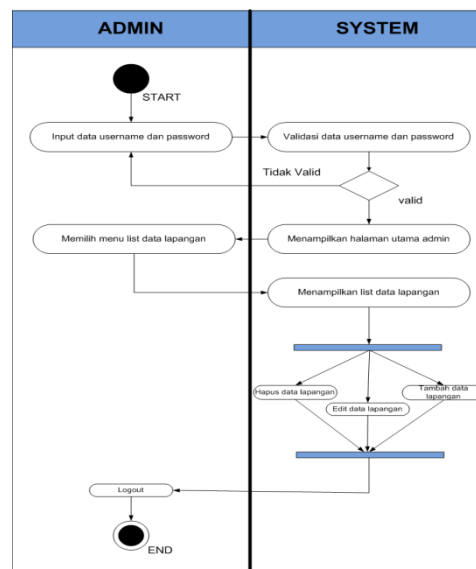 ADMIN
SYSTEM
START
Input data username dan password
Validasi data username dan password
Tidak Valid
valid
Menampilkan halaman utama admin
Memilih menu list data lapangan
Menampilkan list data lapangan
Hapus data lapangan
Edit data lapangan
Tambah data
lapangan
Logout
END